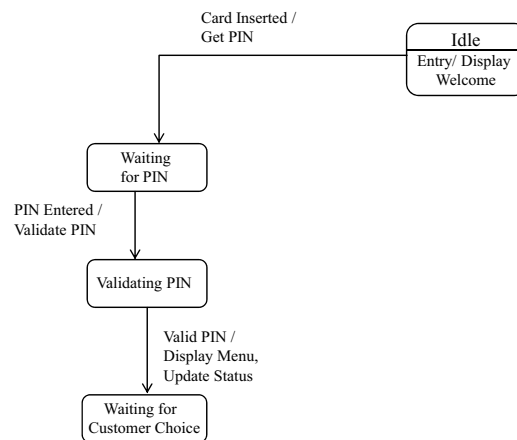 Card Inserted /
Get PIN
Idle
Entry/ Display
Welcome
Waiting
for PIN
PIN Entered /
Validate PIN
Validating PIN
Valid PIN /
Display Menu,
Update Status
Waiting for
Customer Choice